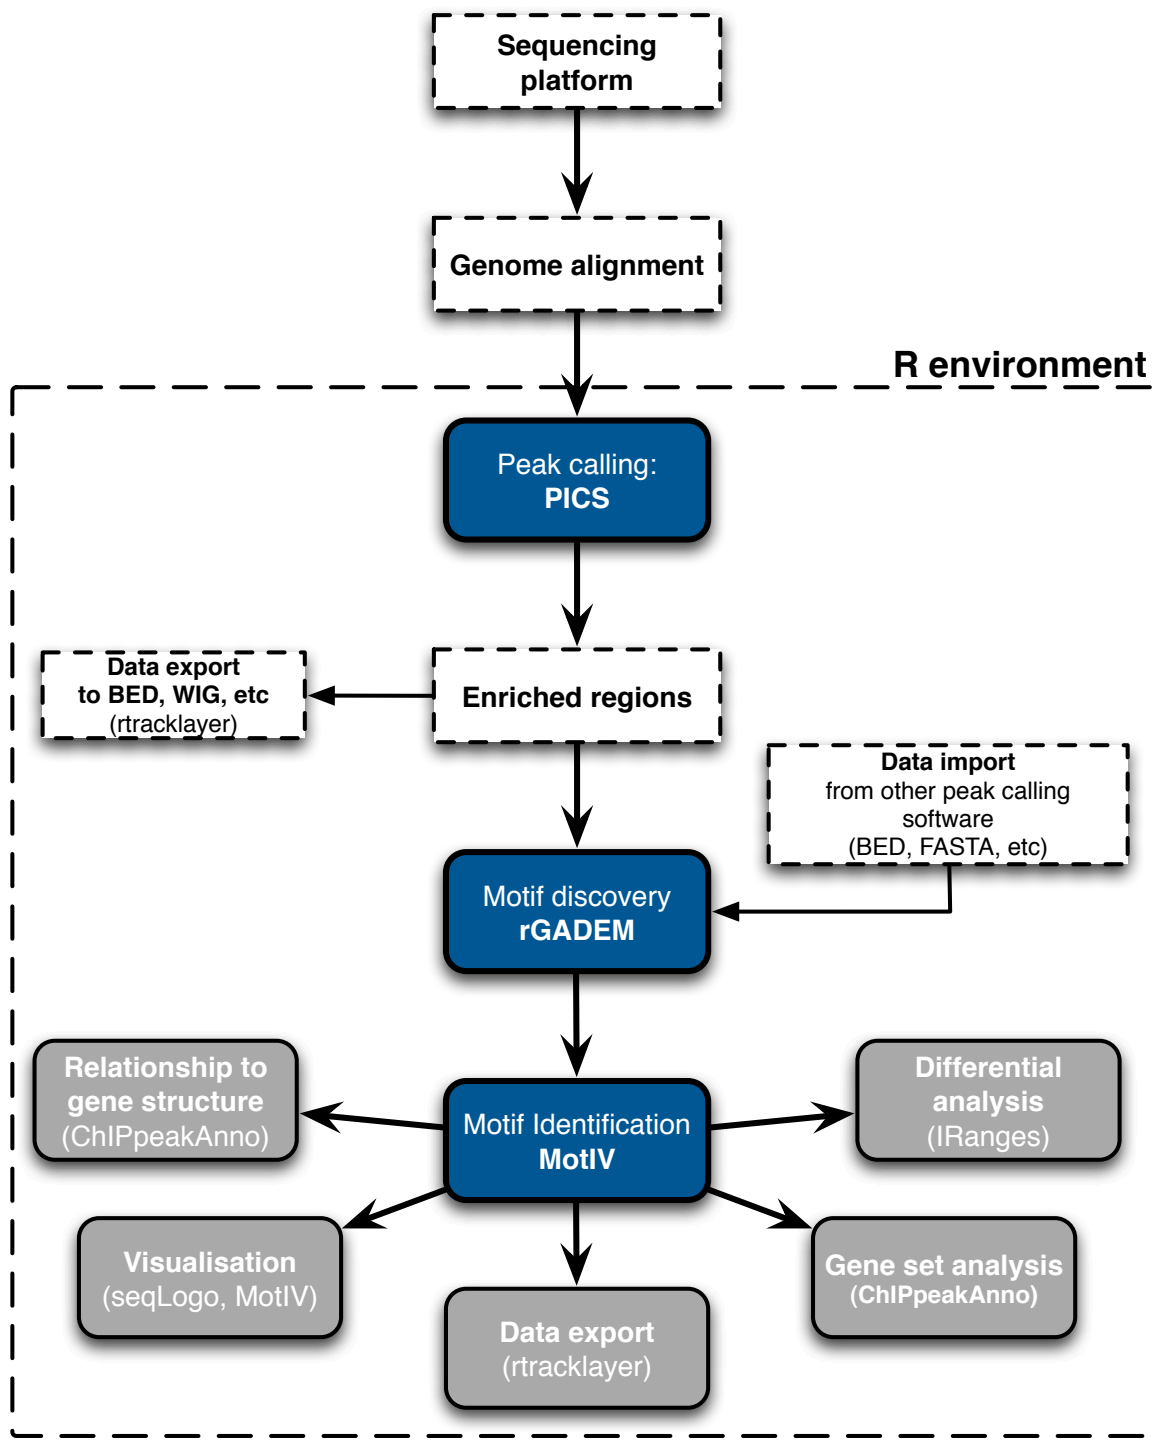 Sequencing
platform
Genome alignment
R environment
Peak calling:
PICS
Data export
to BED, WIG, etc
(rtracklayer)
Enriched regions
Data import
from other peak calling
software
(BED, FASTA, etc)
Motif discovery
rGADEM
Relationship to
gene structure
(ChIPpeakAnno)
Motif Identification
MotIV
Differential
analysis
(IRanges)
Visualisation
(seqLogo, MotIV)
Data export
(rtracklayer)
Gene set analysis
(ChIPpeakAnno)